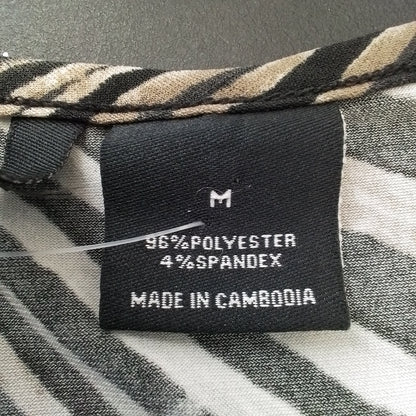 M
96%POLYESTER
4%SPANDEX
MADE IN CAMBODIA